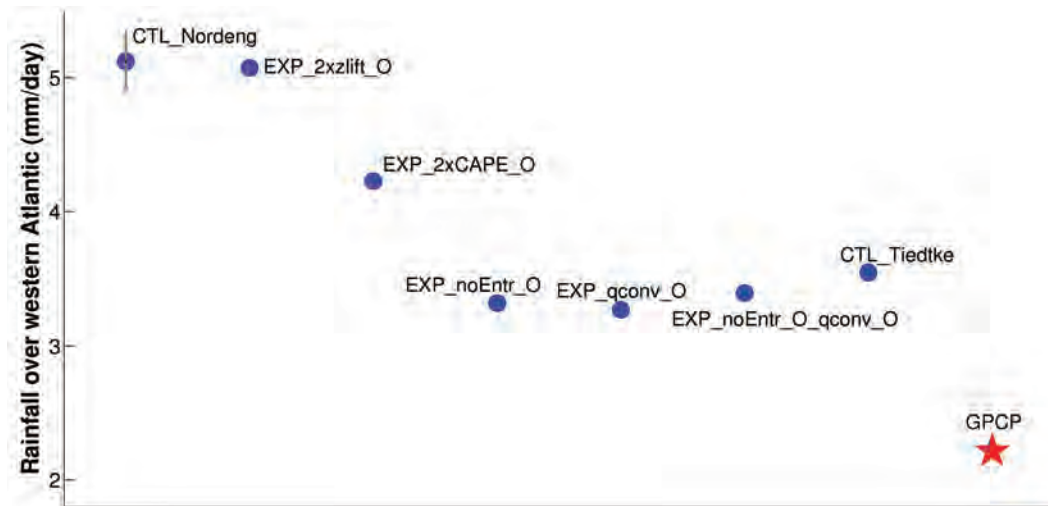 Rainfall over western Atlantic (mm/day)
5
4
3
2
CTL_Nordeng
EXP_2xzlift_O
EXP_2xCAPE_O
EXP_noEntr_O
EXP_qconv_O
EXP_noEntr_O_qconv_O
CTL_Tiedtke
GPCP